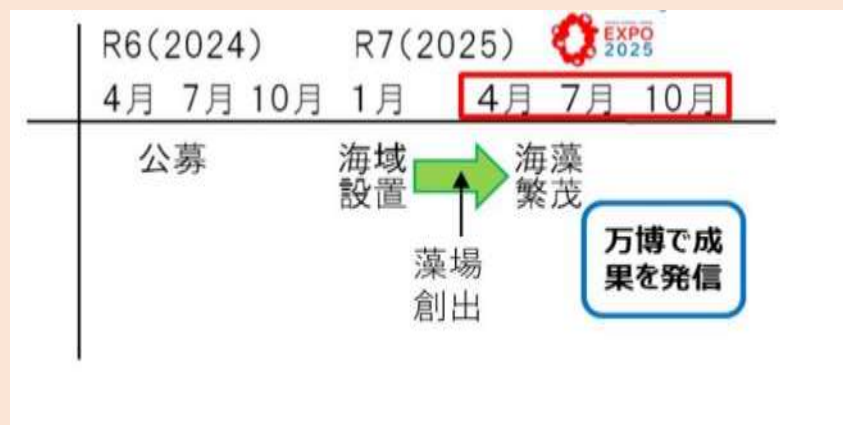 R6(2024) R7(2025) EXPO
2025
4月 7月 10月 1月 4月 7月 10月
公募
海域
設置
海藻
繁茂
藻場
創出
万博で成
果を発信